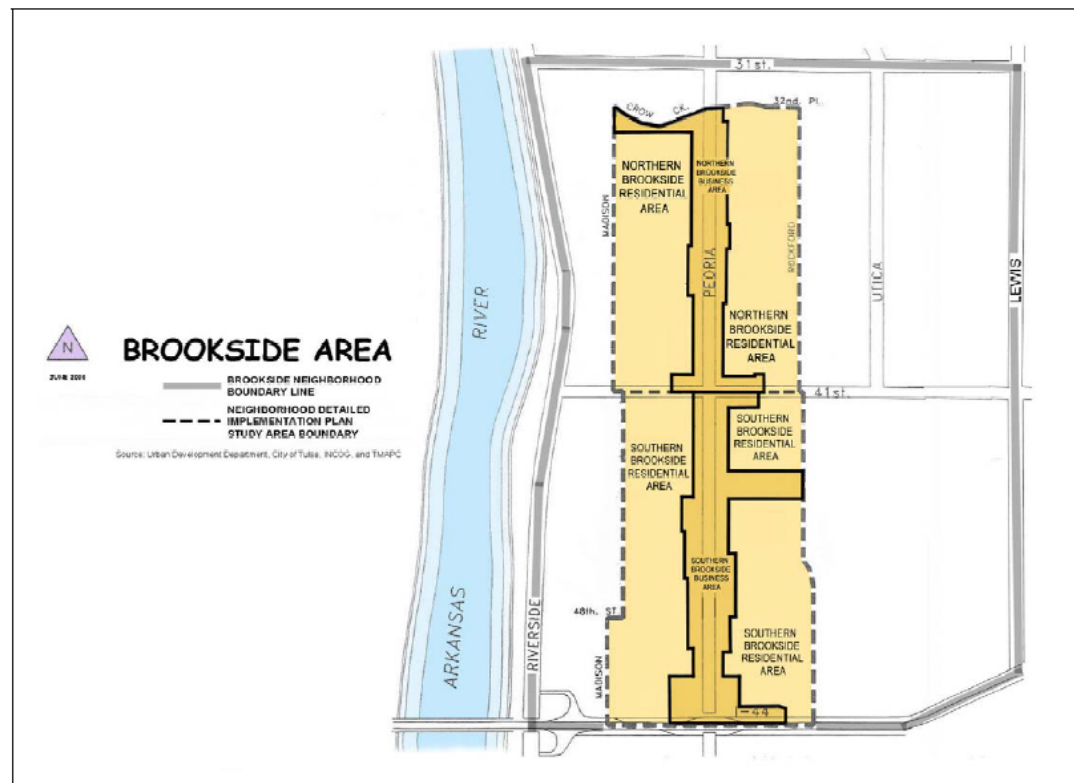 31st.
32nd. PL.
CROW CK.
NORTHERN
BROOKSIDE
RESIDENTIAL
AREA
NORTHERN
BROOKSIDE
BUSINESS
AREA
MADISON
PEORIA
ROCKFORD
UTICA
LEWIS
RIVER
N
JUNE 2000
BROOKSIDE AREA
BROOKSIDE NEIGHBORHOOD
BOUNDARY LINE
NEIGHBORHOOD DETAILED
IMPLEMENTATION PLAN
STUDY AREA BOUNDARY
Source: Urban Development Department, City of Tulsa, INCOG, and TMAPC
NORTHERN
BROOKSIDE
RESIDENTIAL
AREA
41st.
SOUTHERN
BROOKSIDE
RESIDENTIAL
AREA
SOUTHERN
BROOKSIDE
RESIDENTIAL
AREA
SOUTHERN
BROOKSIDE
BUSINESS
AREA
48th. ST
ARKANSAS
RIVERSIDE
MADISON
SOUTHERN
BROOKSIDE
RESIDENTIAL
AREA
-44